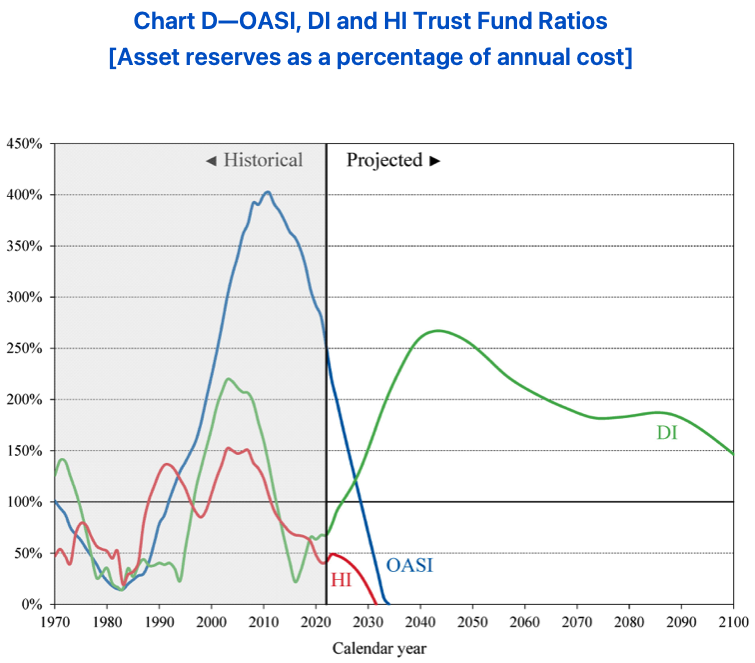 Chart D—OASI, DI and HI Trust Fund Ratios
[Asset reserves as a percentage of annual cost]
450%
◄ Historical
Projected ►
400%
350%
300%
250%
200%
DI
150%
100%
50%
HI
OASI
0%
1970 1980 1990 2000 2010 2020 2030 2040 2050 2060 2070 2080 2090 2100
Calendar year